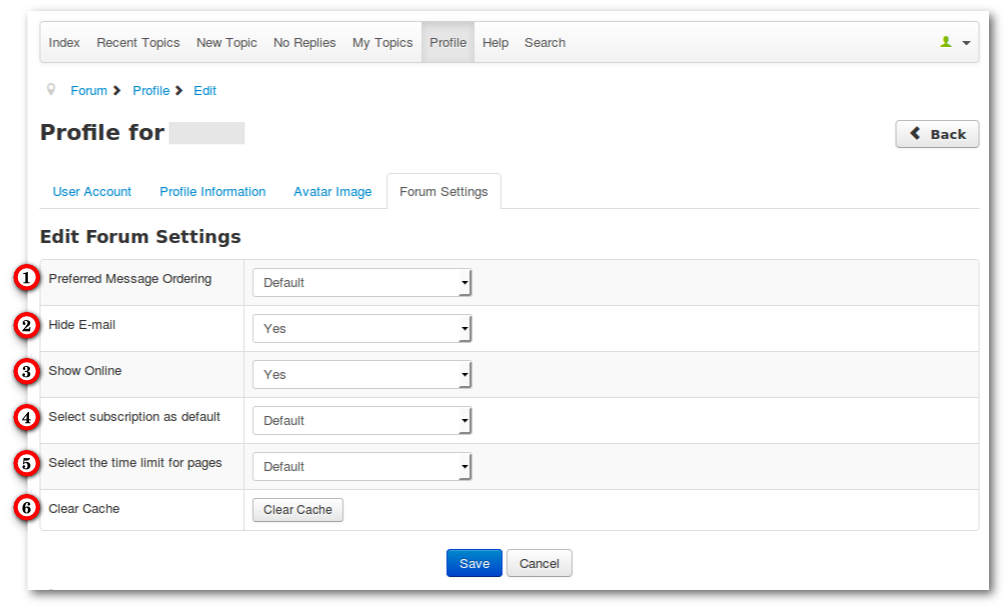 Index Recent Topics New Topic No Replies My Topics Profile Help Search
Forum Profile Edit
Profile for
Back
User Account Profile Information Avatar Image Forum Settings
Edit Forum Settings
1 Preferred Message Ordering Default
2 Hide E-mail Yes
3 Show Online Yes
4 Select subscription as default Default
5 Select the time limit for pages Default
6 Clear Cache Clear Cache
Save Cancel